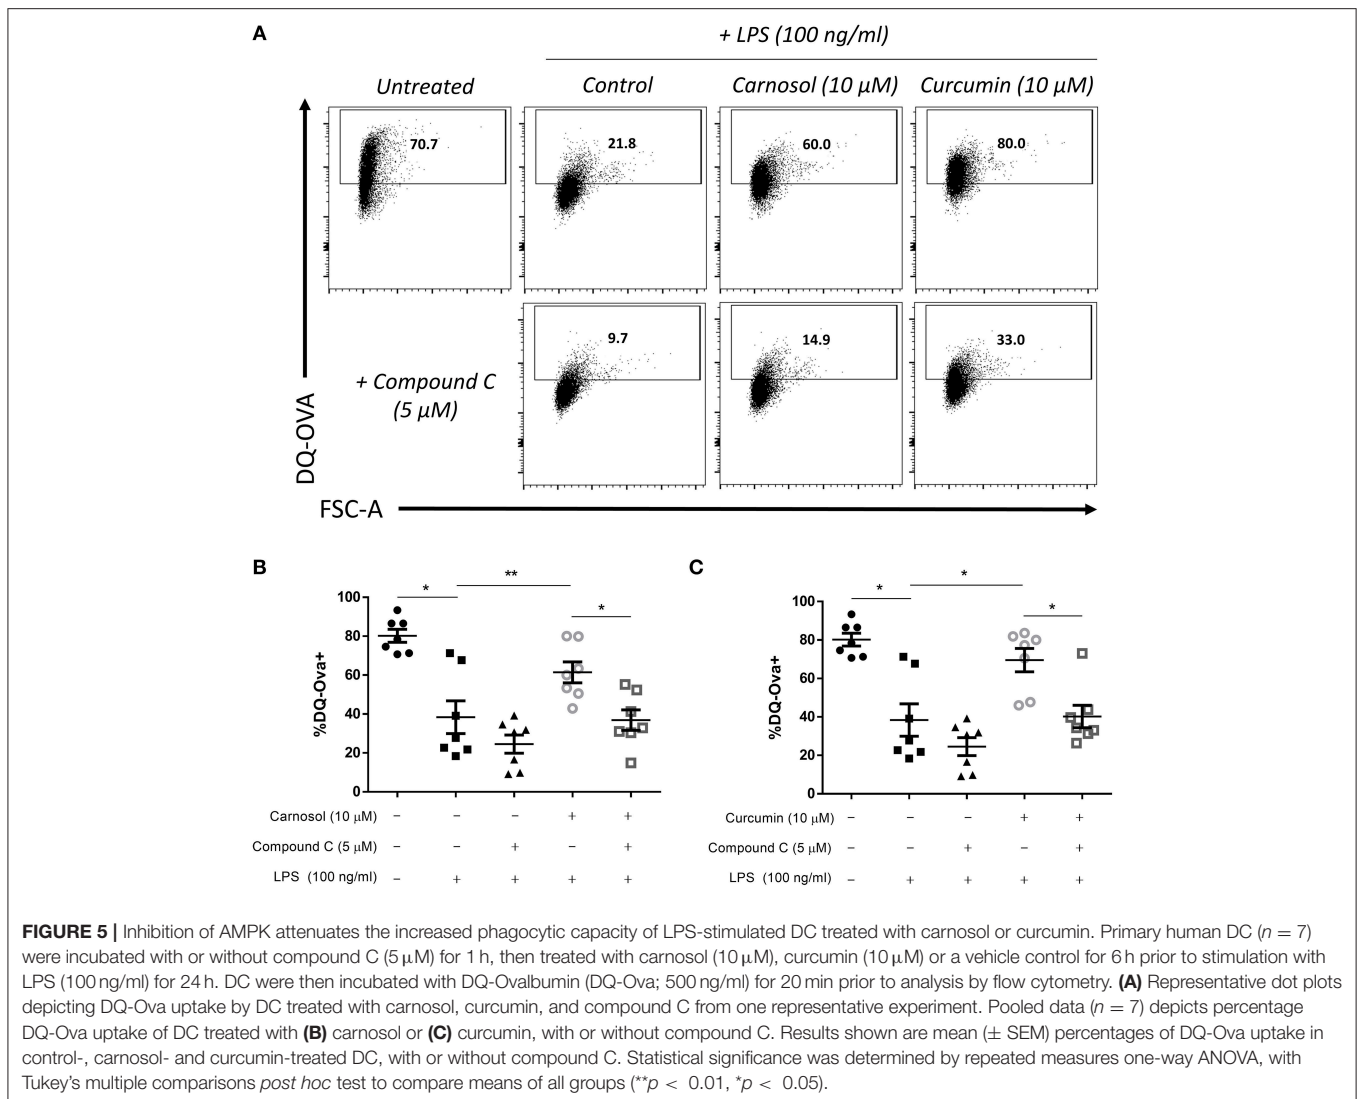 A
+ LPS (100 ng/ml)
Untreated
Control
Carnosol (10 μM)
Curcumin (10 μM)
70.7
21.8
60.0
80.0
+ Compound C
(5 μM)
9.7
14.9
33.0
DQ-OVA
FSC-A
B
%DQ-Ova+
100
80
60
40
20
0
*
**
*
Carnosol (10 μM) – – – + +
Compound C (5 μM) – – + – +
LPS (100 ng/ml) – + + + +
C
%DQ-Ova+
100
80
60
40
20
0
*
*
*
Curcumin (10 μM) – – – + +
Compound C (5 μM) – – + – +
LPS (100 ng/ml) – + + + +
FIGURE 5 | Inhibition of AMPK attenuates the increased phagocytic capacity of LPS-stimulated DC treated with carnosol or curcumin. Primary human DC (n = 7)
were incubated with or without compound C (5 μM) for 1 h, then treated with carnosol (10 μM), curcumin (10 μM) or a vehicle control for 6 h prior to stimulation with
LPS (100 ng/ml) for 24 h. DC were then incubated with DQ-Ovalbumin (DQ-Ova; 500 ng/ml) for 20 min prior to analysis by flow cytometry. (A) Representative dot plots
depicting DQ-Ova uptake by DC treated with carnosol, curcumin, and compound C from one representative experiment. Pooled data (n = 7) depicts percentage
DQ-Ova uptake of DC treated with (B) carnosol or (C) curcumin, with or without compound C. Results shown are mean (± SEM) percentages of DQ-Ova uptake in
control-, carnosol- and curcumin-treated DC, with or without compound C. Statistical significance was determined by repeated measures one-way ANOVA, with
Tukey's multiple comparisons post hoc test to compare means of all groups (**p < 0.01, *p < 0.05).